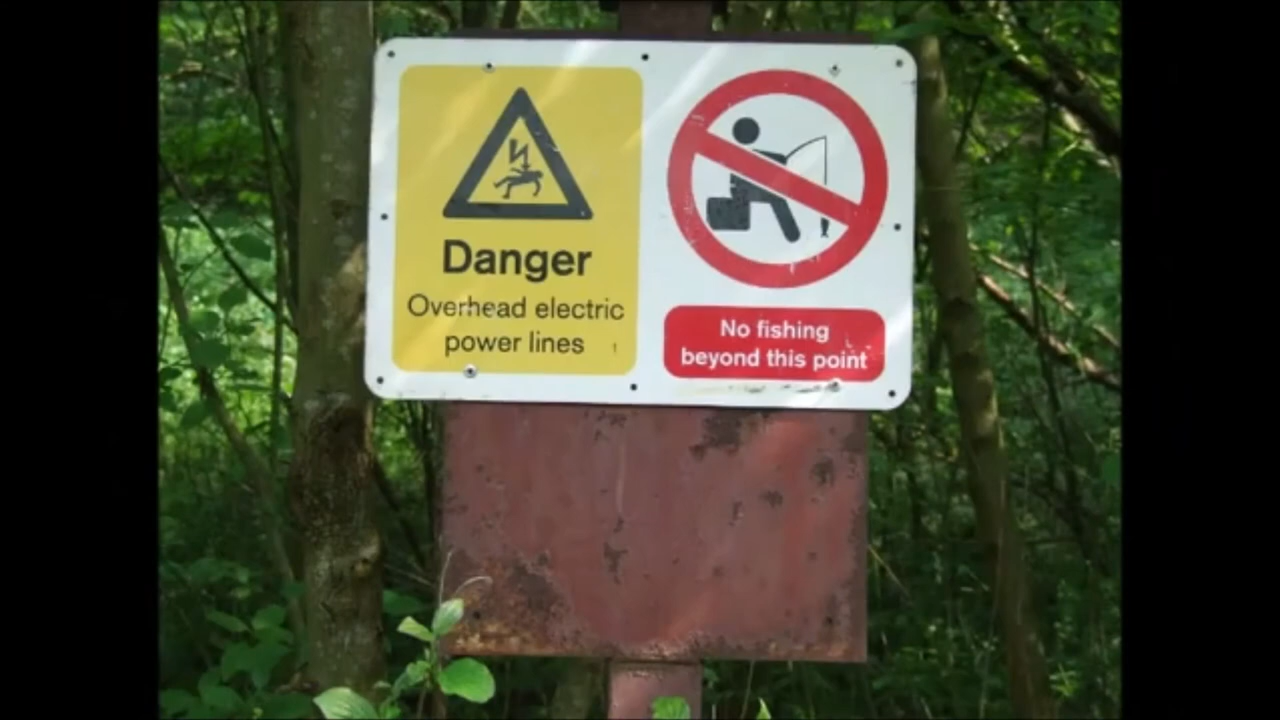 Danger
Overhead electric
power lines
No fishing
beyond this point